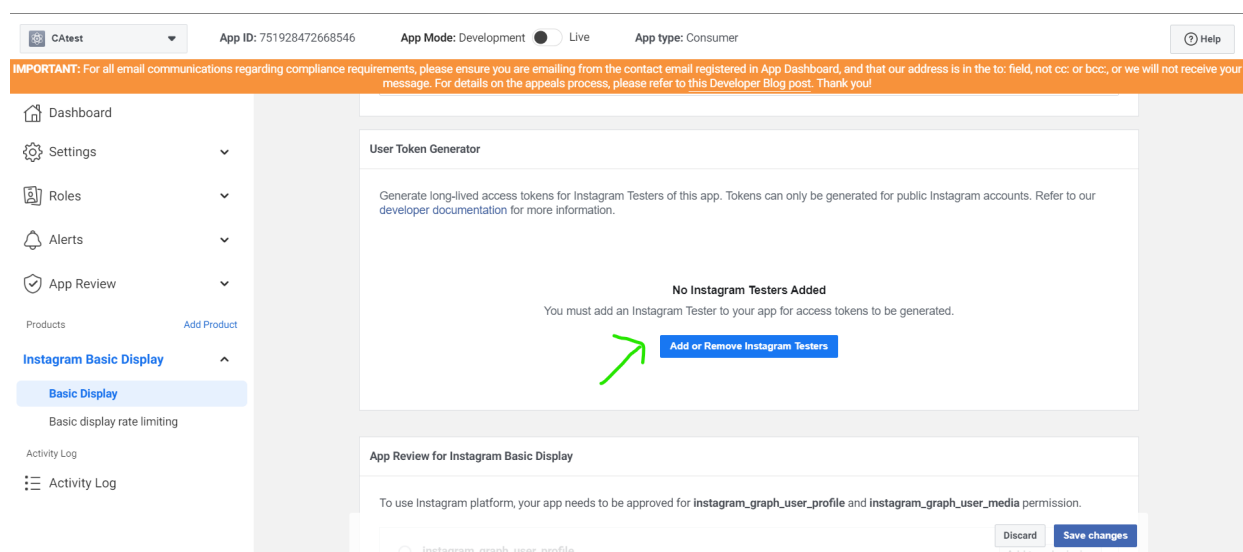 CAtest
App ID: 751928472668546
App Mode: Development
Live
App type: Consumer
Help
IMPORTANT: For all email communications regarding compliance requirements, please ensure you are emailing from the contact email registered in App Dashboard, and that our address is in the to: field, not cc: or bcc:, or we will not receive your
message. For details on the appeals process, please refer to this Developer Blog post. Thank you!
Dashboard
Settings
Roles
Alerts
App Review
Products
Add Product
Instagram Basic Display
Basic Display
Basic display rate limiting
Activity Log
Activity Log
User Token Generator
Generate long-lived access tokens for Instagram Testers of this app. Tokens can only be generated for public Instagram accounts. Refer to our
developer documentation for more information.
No Instagram Testers Added
You must add an Instagram Tester to your app for access tokens to be generated.
Add or Remove Instagram Testers
App Review for Instagram Basic Display
To use Instagram platform, your app needs to be approved for instagram_graph_user_profile and instagram_graph_user_media permission.
instagram_graph_user_profile
Discard
Save changes